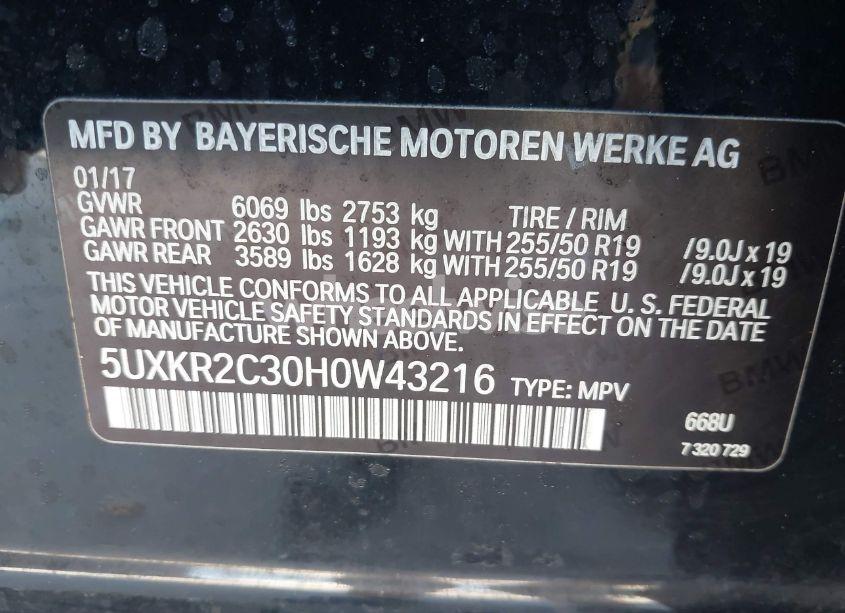 MFD BY BAYERISCHE MOTOREN WERKE AG
01/17
GVWR 6069 lbs 2753 kg TIRE / RIM
GAWR FRONT 2630 lbs 1193 kg WITH 255/50 R19 /9.0J x 19
GAWR REAR 3589 lbs 1628 kg WITH 255/50 R19 /9.0J x 19
THIS VEHICLE CONFORMS TO ALL APPLICABLE U. S. FEDERAL
MOTOR VEHICLE SAFETY STANDARDS IN EFFECT ON THE DATE
OF MANUFACTURE SHOWN ABOVE.
5UXKR2C30H0W43216 TYPE: MPV
668U
7 320 729